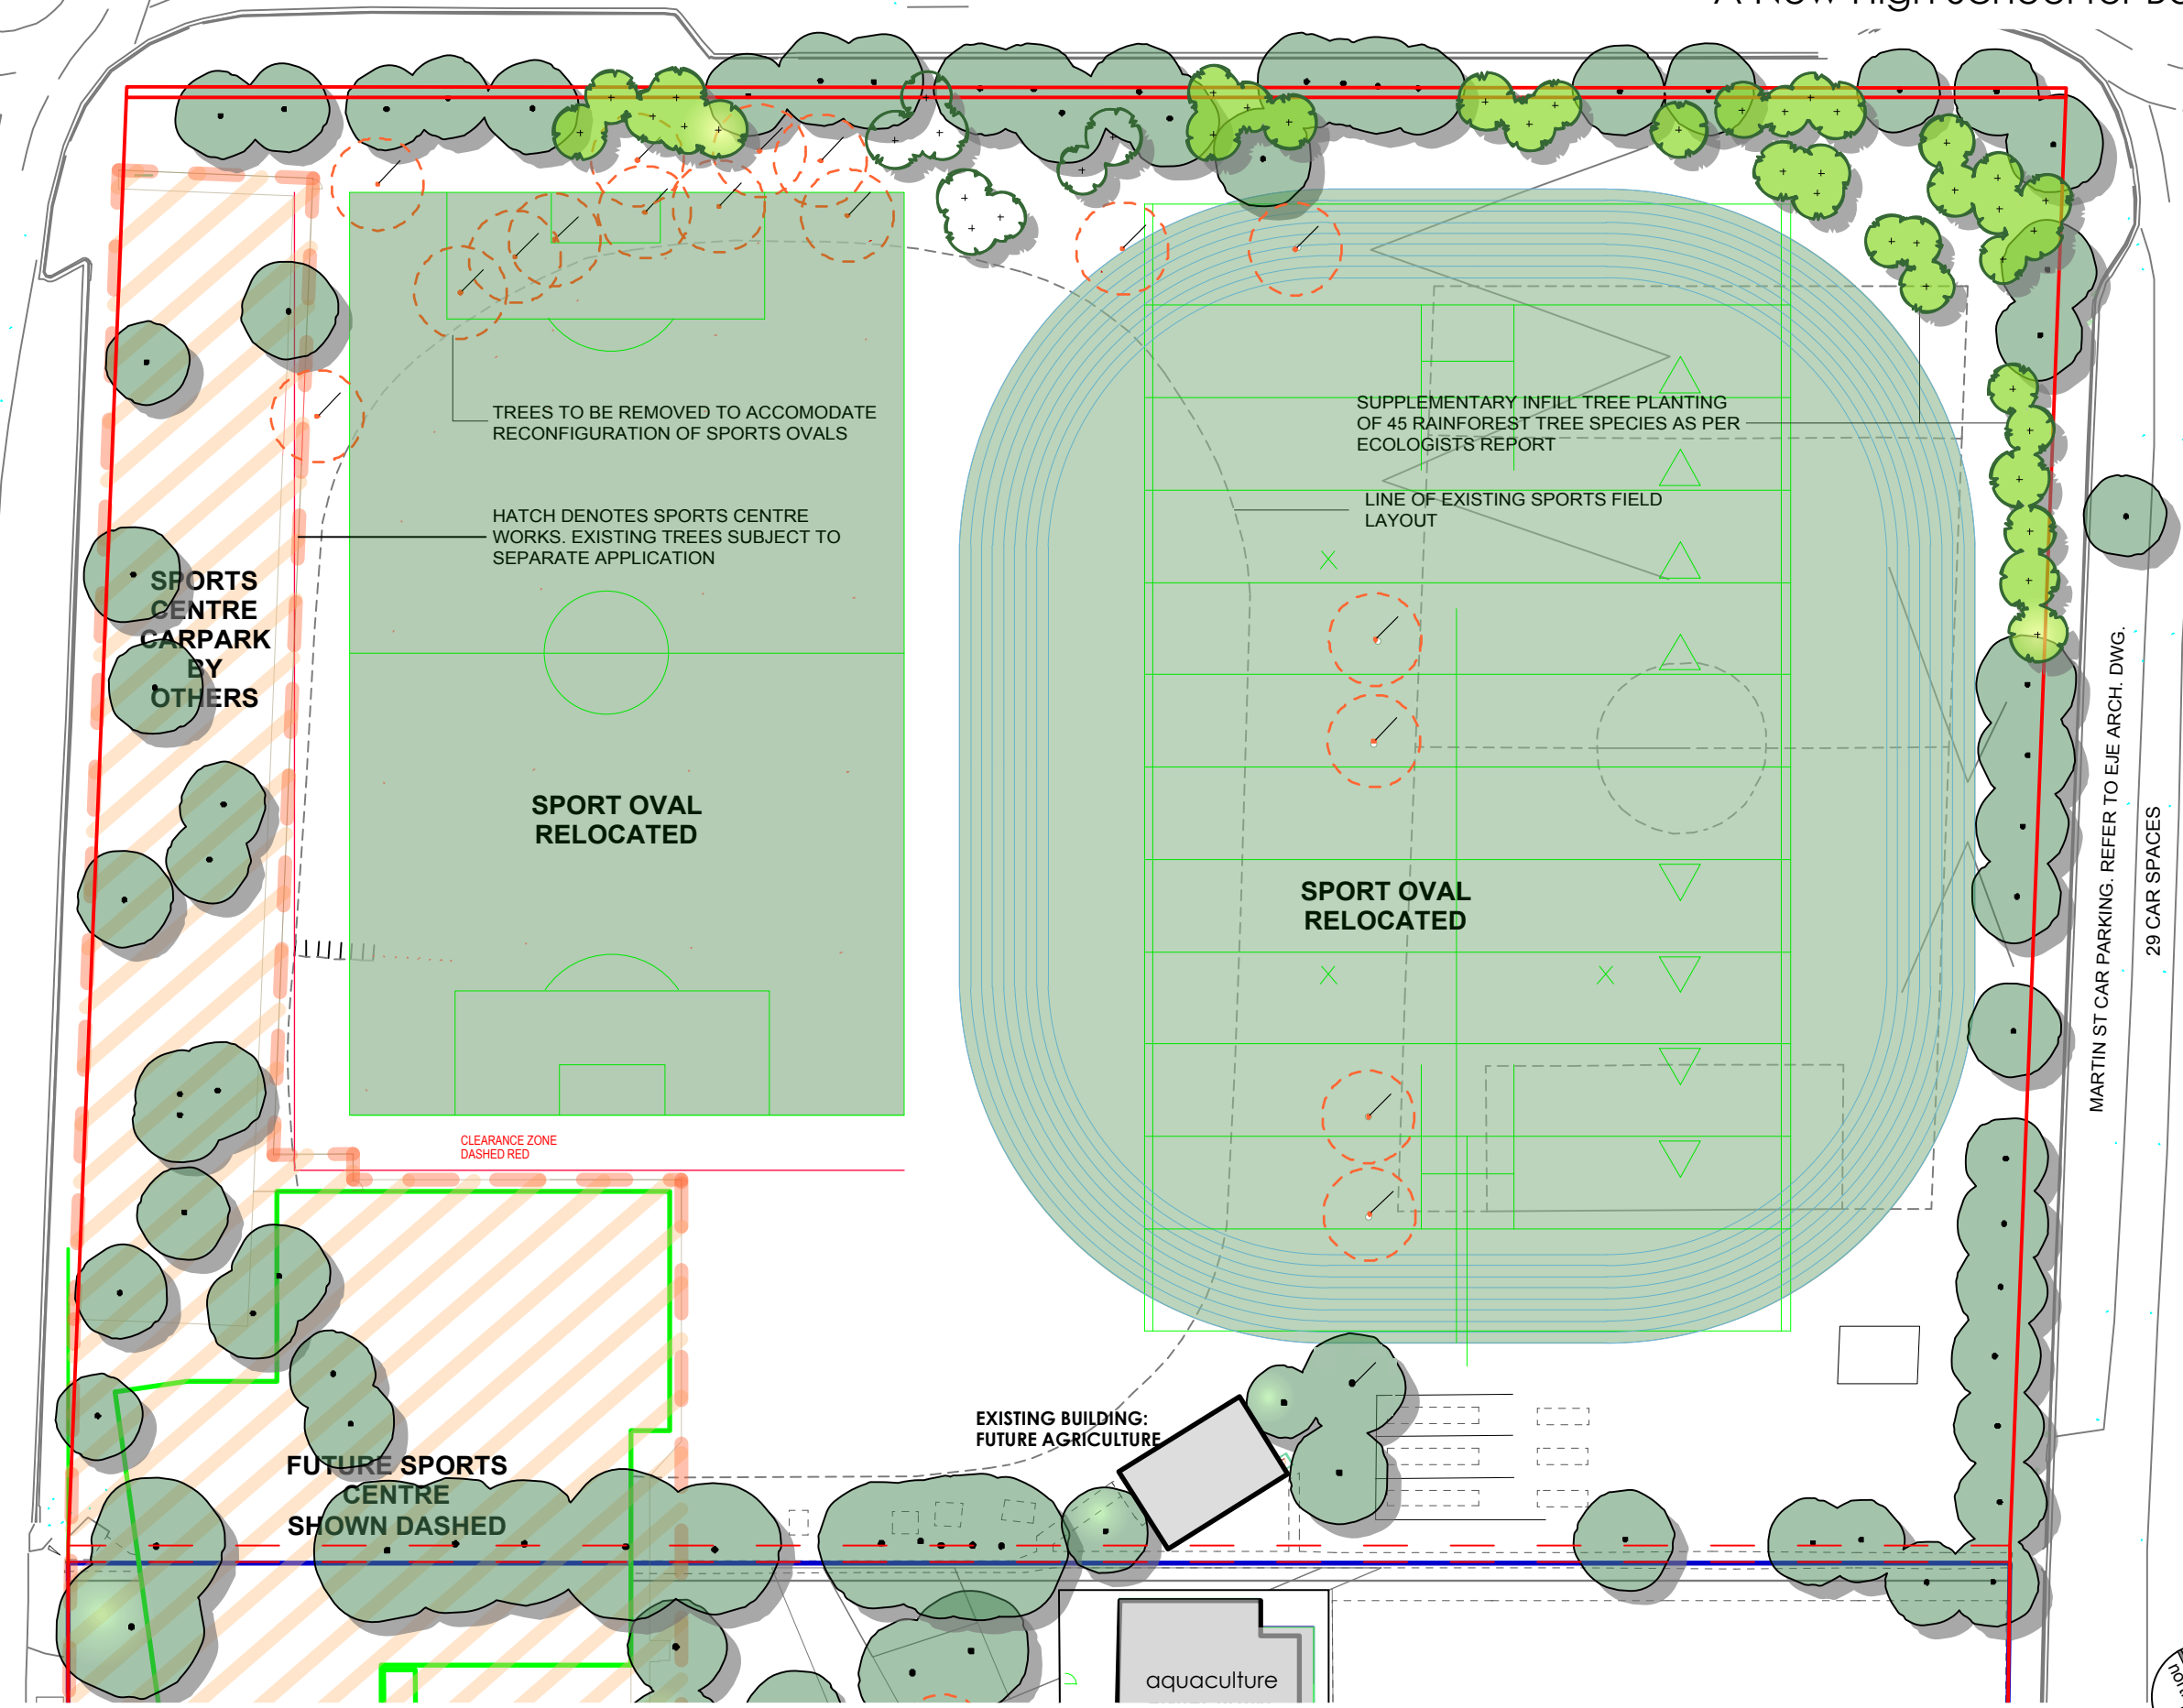 A New High School for
TREES TO BE REMOVED TO ACCOMODATE
RECONFIGURATION OF SPORTS OVALS
SUPPLEMENTARY INFILL TREE PLANTING
OF 45 RAINFOREST TREE SPECIES AS PER
ECOLOGISTS REPORT
HATCH DENOTES SPORTS CENTRE
WORKS. EXISTING TREES SUBJECT TO
SEPARATE APPLICATION
LINE OF EXISTING SPORTS FIELD
LAYOUT
SPORTS
CENTRE
CARPARK
BY
OTHERS
SPORT OVAL
RELOCATED
SPORT OVAL
RELOCATED
MARTIN ST CAR PARKING. REFER TO EJE ARCH. DWG.
29 CAR SPACES
CLEARANCE ZONE
DASHED RED
EXISTING BUILDING:
FUTURE AGRICULTURE
FUTURE SPORTS
CENTRE
SHOWN DASHED
aquaculture